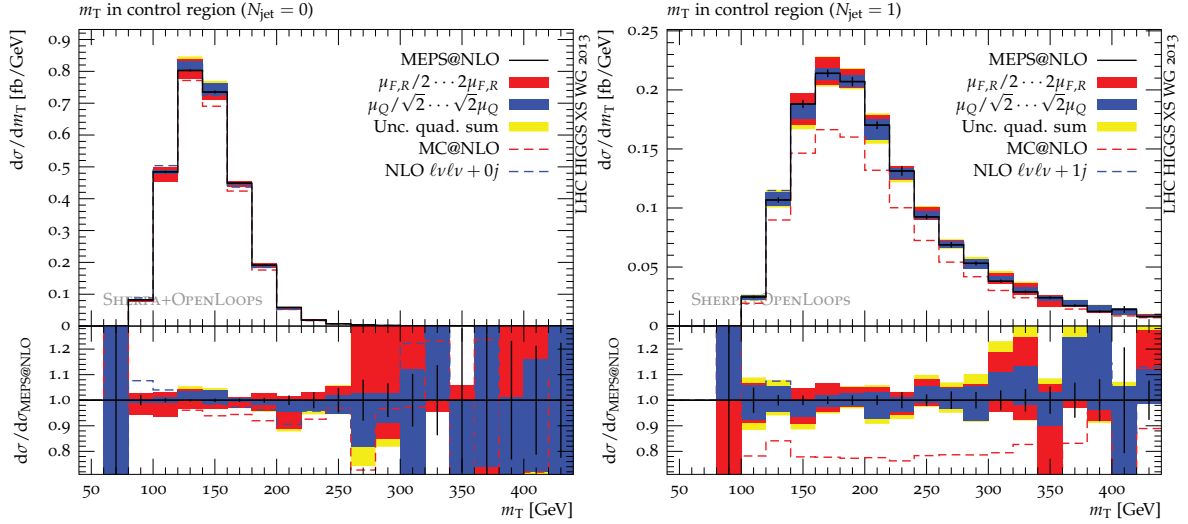 m_T in control region (N_jet = 0)
0.9
0.8
0.7
0.6
0.5
0.4
0.3
0.2
0.1
0
dσ/dm_T [fb/GeV]
MEPS@NLO
μ_F,R/2 ··· 2μ_F,R
μ_Q/√2 ··· √2μ_Q
Unc. quad. sum
MC@NLO
NLO ℓνℓν + 0j
SHERPA+OPENLOOPS
LHC HIGGS XS WG 2013
1.2
1.1
1.0
0.9
0.8
dσ/dσ_MEPS@NLO
50 100 150 200 250 300 350 400
m_T [GeV]
m_T in control region (N_jet = 1)
0.25
0.2
0.15
0.1
0.05
0
dσ/dm_T [fb/GeV]
MEPS@NLO
μ_F,R/2 ··· 2μ_F,R
μ_Q/√2 ··· √2μ_Q
Unc. quad. sum
MC@NLO
NLO ℓνℓν + 1j
SHERPA+OPENLOOPS
LHC HIGGS XS WG 2013
1.2
1.1
1.0
0.9
0.8
dσ/dσ_MEPS@NLO
50 100 150 200 250 300 350 400
m_T [GeV]